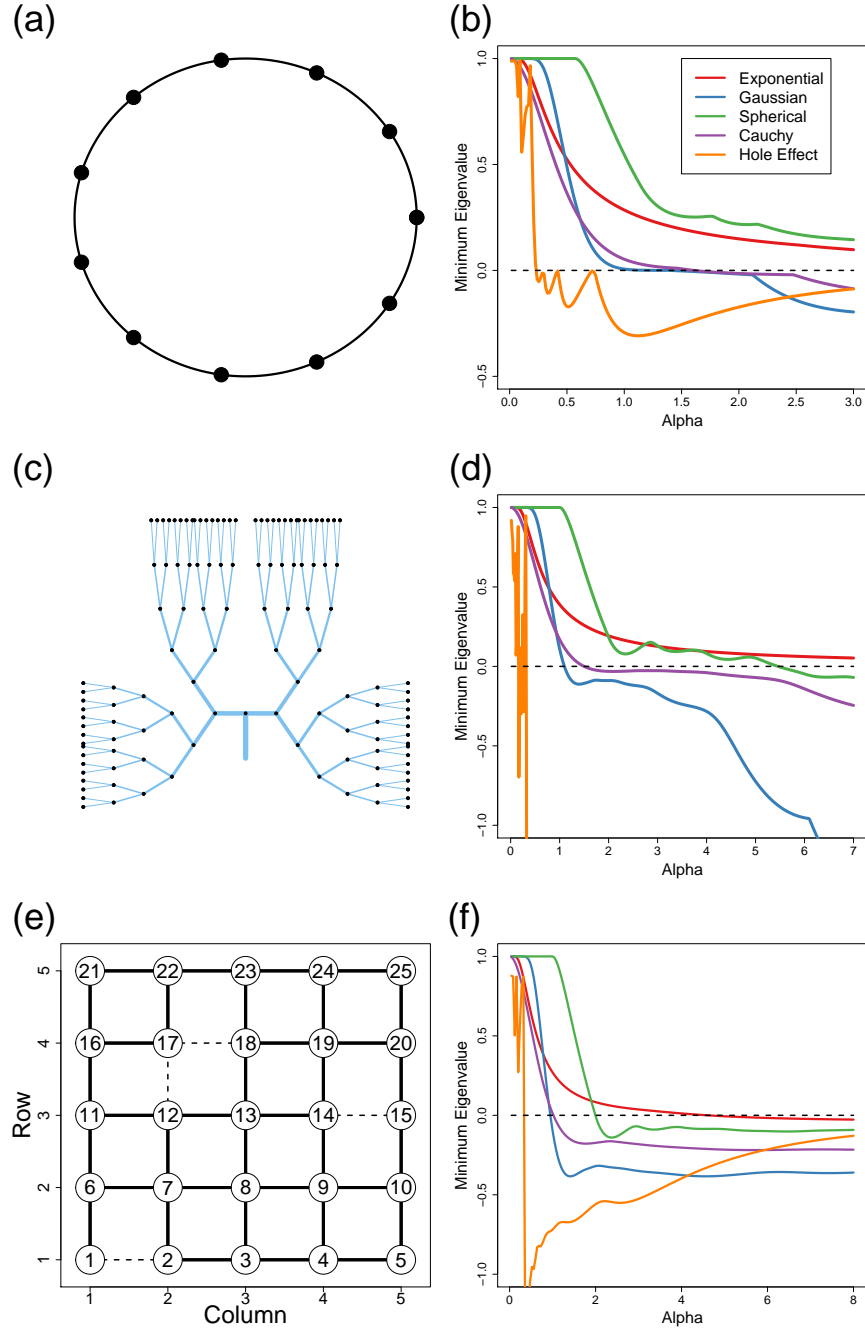 (a)
(b)
1.0
0.5
0.0
−0.5
Minimum Eigenvalue
Exponential
Gaussian
Spherical
Cauchy
Hole Effect
0.0 0.5 1.0 1.5 2.0 2.5 3.0
Alpha
(c)
(d)
1.0
0.5
0.0
−0.5
−1.0
Minimum Eigenvalue
0 1 2 3 4 5 6 7
Alpha
(e)
5
4
3
2
1
Row
21 22 23 24 25
16 17 18 19 20
11 12 13 14 15
6 7 8 9 10
1 2 3 4 5
1 2 3 4 5
Column
(f)
1.0
0.5
0.0
−0.5
−1.0
Minimum Eigenvalue
0 2 4 6 8
Alpha